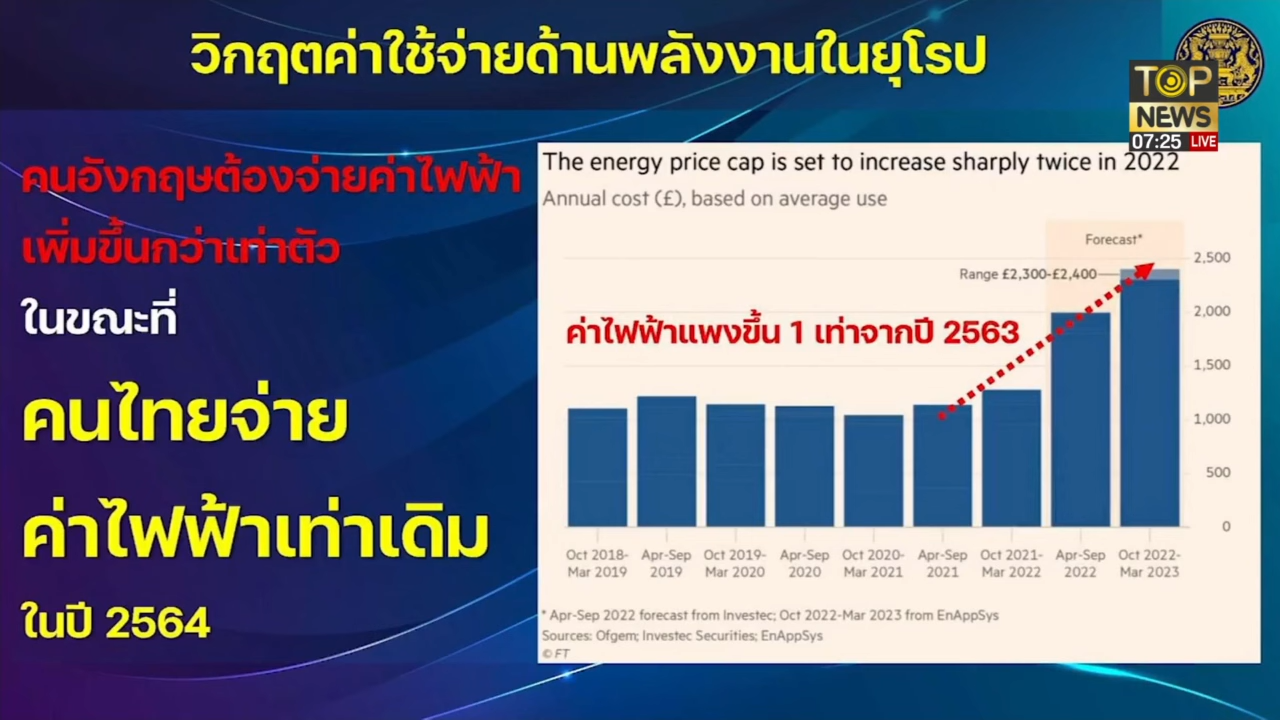 วิกฤตค่าใช้จ่ายด้านพลังงานในยุโรป
TOP
NEWS
07:25 LIVE
คนอังกฤษต้องจ่ายค่าไฟฟ้า
เพิ่มขึ้นกว่าเท่าตัว
ในขณะที่
คนไทยจ่าย
ค่าไฟฟ้าเท่าเดิม
ในปี 2564
The energy price cap is set to increase sharply twice in 2022
Annual cost (£), based on average use
Forecast*
Range £2,300-£2,400
ค่าไฟฟ้าแพงขึ้น 1 เท่าจากปี 2563
2,500
2,000
1,500
1,000
500
0
Oct 2018-
Mar 2019
Apr-Sep
2019
Oct 2019-
Mar 2020
Apr-Sep
2020
Oct 2020-
Mar 2021
Apr-Sep
2021
Oct 2021-
Mar 2022
Apr-Sep
2022
Oct 2022-
Mar 2023
* Apr-Sep 2022 forecast from Investec; Oct 2022-Mar 2023 from EnAppSys
Sources: Ofgem; Investec Securities; EnAppSys
© FT